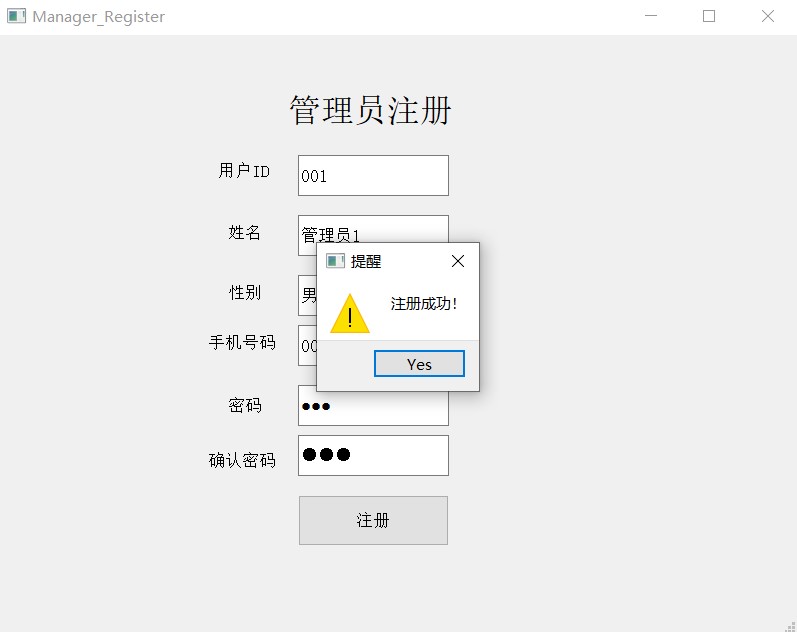 Manager_Register
管理员注册
用户ID
001
姓名
管理员1
性别
男
手机号码
00
提醒
注册成功!
Yes
密码
确认密码
注册